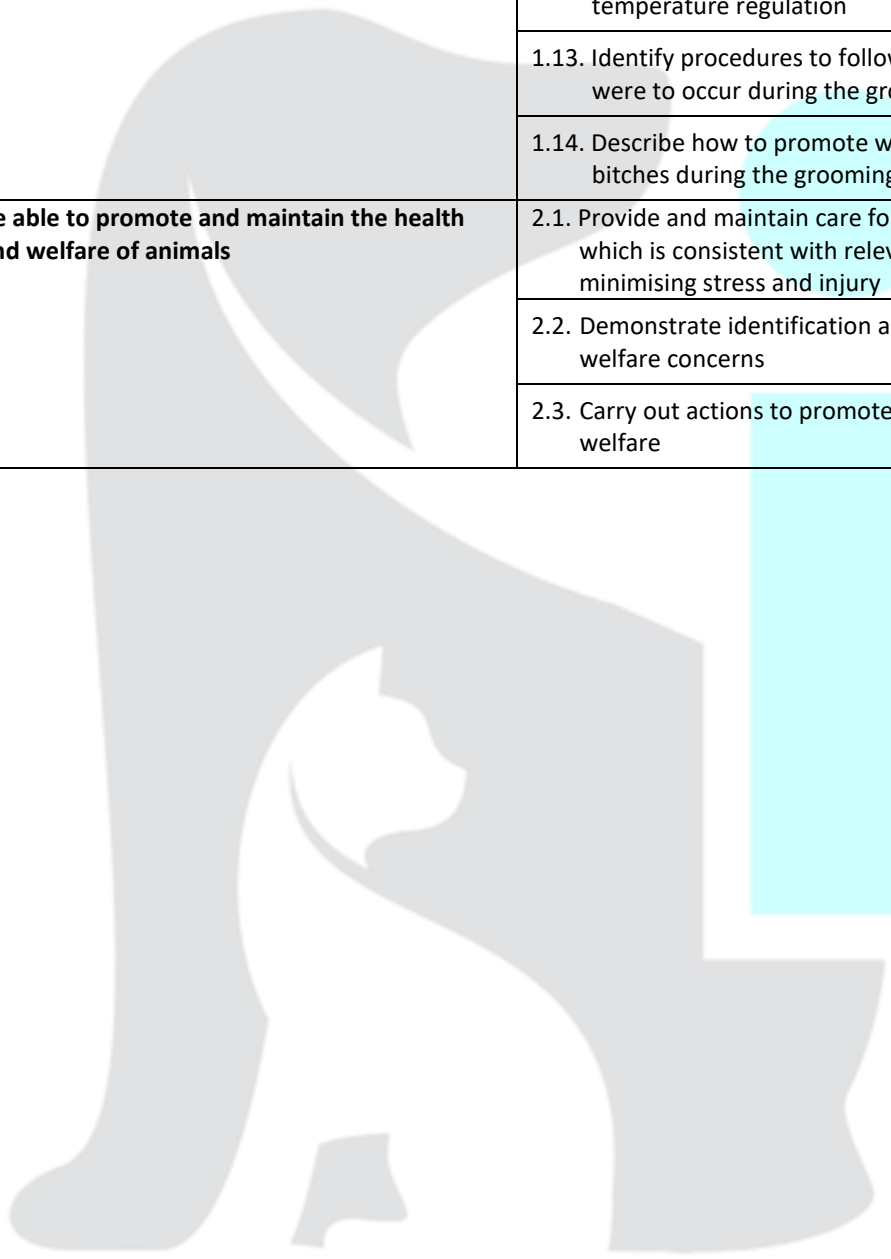 temperature regulation
1.13. Identify procedures to follow
were to occur during the
1.14. Describe how to promote
bitches during the grooming
able to promote and maintain the health
welfare of animals
2.1. Provide and maintain care
which is consistent with
minimising stress and injury
2.2. Demonstrate identification
welfare concerns
2.3. Carry out actions to promote
welfare